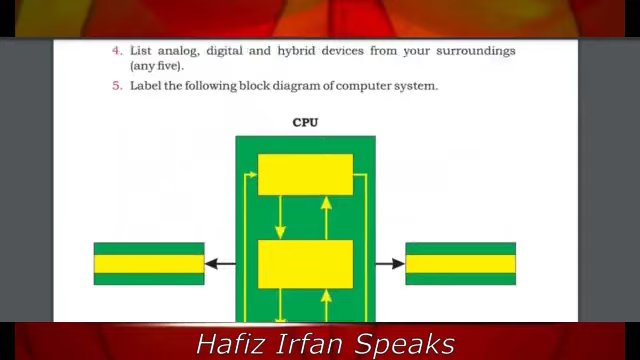 4. List analog, digital and hybrid devices from your surroundings
(any five).
5. Label the following block diagram of computer system.
CPU
Hafiz Irfan Speaks